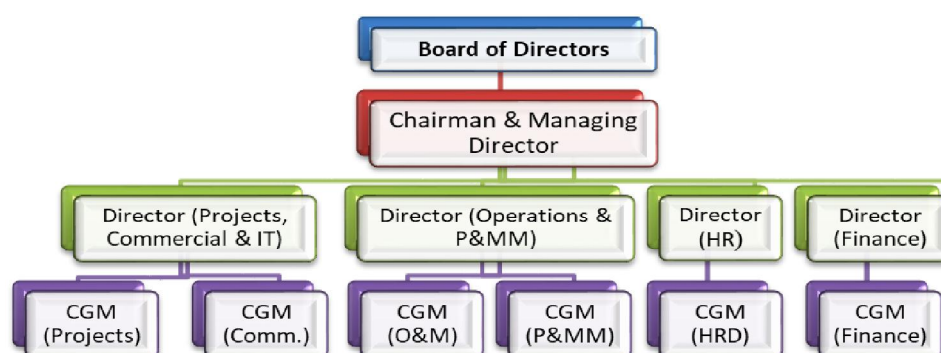 Board of Directors
Chairman & Managing
Director
Director (Projects,
Commercial & IT)
Director (Operations &
P&MM)
Director
(HR)
Director
(Finance)
CGM
(Projects)
CGM
(Comm.)
CGM
(O&M)
CGM
(P&MM)
CGM
(HRD)
CGM
(Finance)